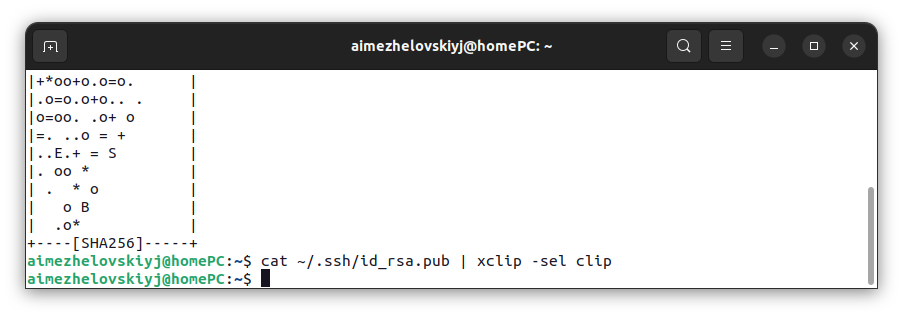 aimezhelovskiyj@homePC: ~
|+*oo+o.o=o.      |
|.o=o.o+o.. .     |
|o=oo. .o+ o      |
|=. ..o = +       |
|..E.+ = S        |
|. oo *           |
| .  * o          |
|   o B           |
|  .o*            |
+----[SHA256]-----+
aimezhelovskiyj@homePC:~$ cat ~/.ssh/id_rsa.pub | xclip -sel clip
aimezhelovskiyj@homePC:~$